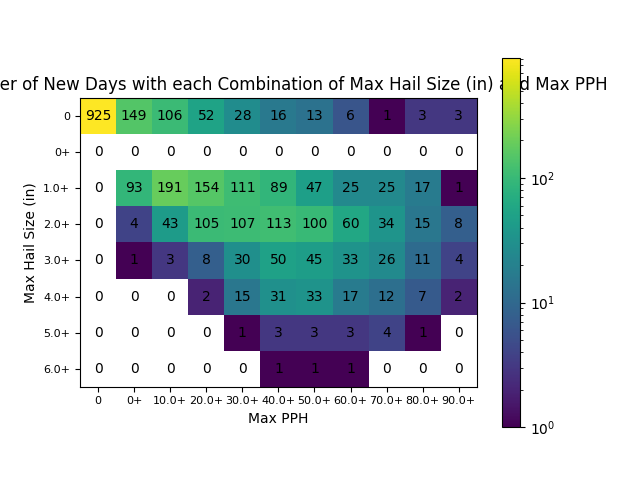 er of New Days with each Combination of Max Hail Size (in) a d Max PPH
0 925 149 106 52 28 16 13 6 1 3 3
0+ 0 0 0 0 0 0 0 0 0 0 0
1.0+ 0 93 191 154 111 89 47 25 25 17 1
2.0+ 0 4 43 105 107 113 100 60 34 15 8
3.0+ 0 1 3 8 30 50 45 33 26 11 4
4.0+ 0 0 0 2 15 31 33 17 12 7 2
5.0+ 0 0 0 0 1 3 3 3 4 1 0
6.0+ 0 0 0 0 0 1 1 1 0 0 0
0 0+ 10.0+ 20.0+ 30.0+ 40.0+ 50.0+ 60.0+ 70.0+ 80.0+ 90.0+
Max PPH
Max Hail Size (in)
10²
10¹
10⁰